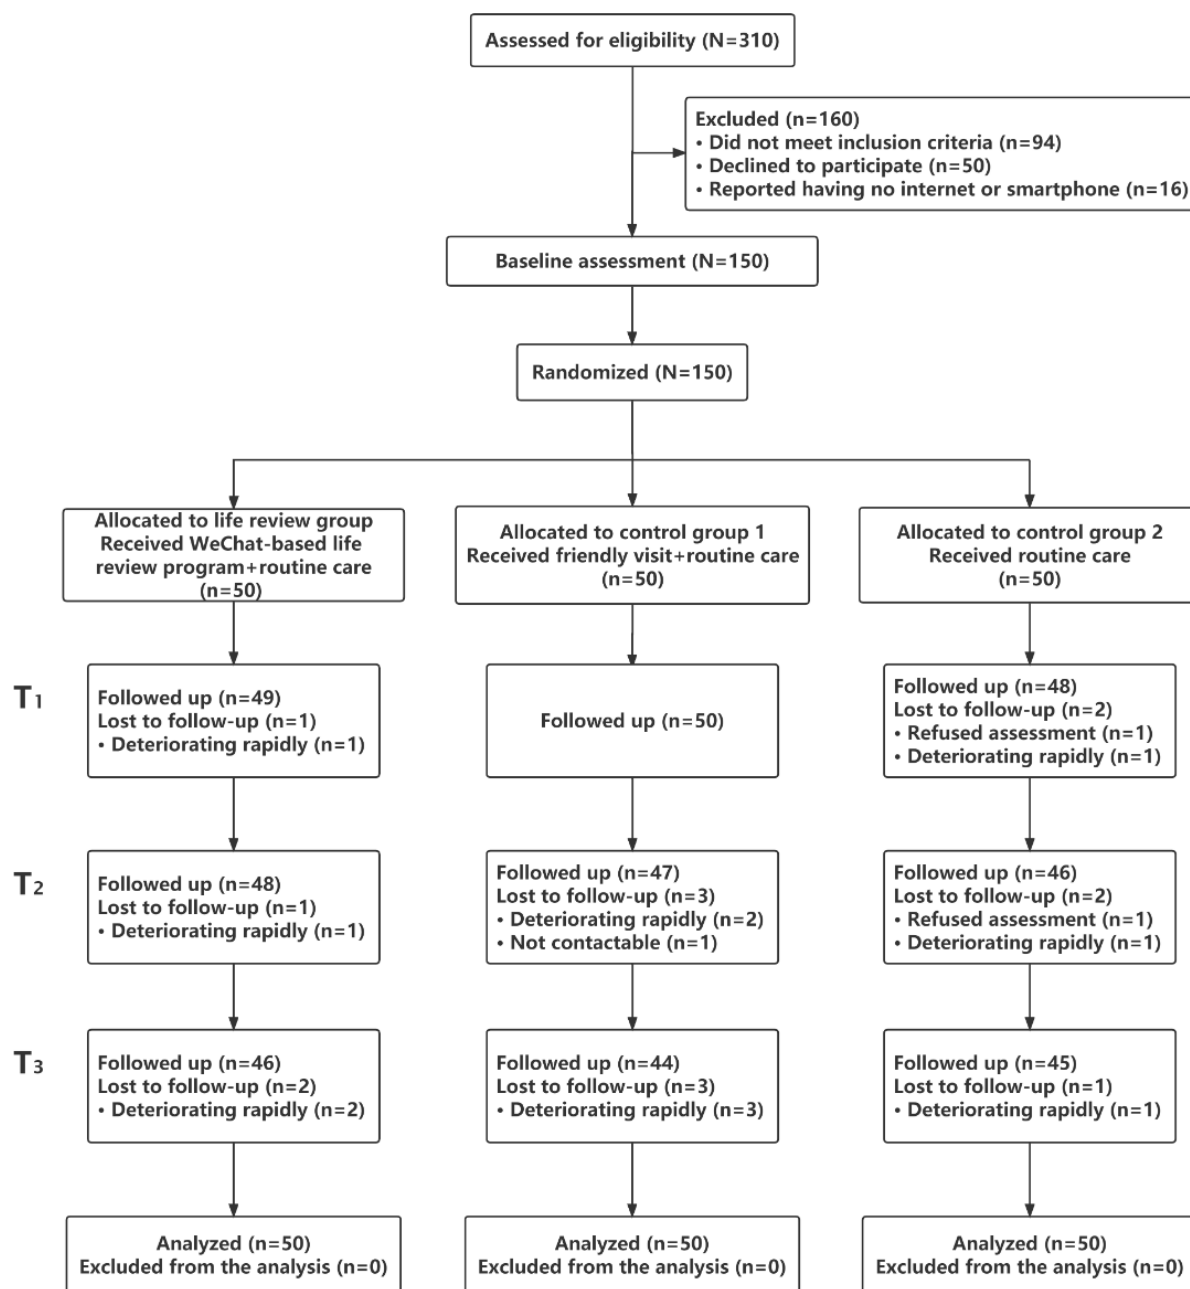 Assessed for eligibility (N=310)
Excluded (n=160)
• Did not meet inclusion criteria (n=94)
• Declined to participate (n=50)
• Reported having no internet or smartphone (n=16)
Baseline assessment (N=150)
Randomized (N=150)
Allocated to life review group
Received WeChat-based life
review program+routine care
(n=50)
Allocated to control group 1
Received friendly visit+routine care
(n=50)
Allocated to control group 2
Received routine care
(n=50)
T1
Followed up (n=49)
Lost to follow-up (n=1)
• Deteriorating rapidly (n=1)
Followed up (n=50)
Followed up (n=48)
Lost to follow-up (n=2)
• Refused assessment (n=1)
• Deteriorating rapidly (n=1)
T2
Followed up (n=48)
Lost to follow-up (n=1)
• Deteriorating rapidly (n=1)
Followed up (n=47)
Lost to follow-up (n=3)
• Deteriorating rapidly (n=2)
• Not contactable (n=1)
Followed up (n=46)
Lost to follow-up (n=2)
• Refused assessment (n=1)
• Deteriorating rapidly (n=1)
T3
Followed up (n=46)
Lost to follow-up (n=2)
• Deteriorating rapidly (n=2)
Followed up (n=44)
Lost to follow-up (n=3)
• Deteriorating rapidly (n=3)
Followed up (n=45)
Lost to follow-up (n=1)
• Deteriorating rapidly (n=1)
Analyzed (n=50)
Excluded from the analysis (n=0)
Analyzed (n=50)
Excluded from the analysis (n=0)
Analyzed (n=50)
Excluded from the analysis (n=0)